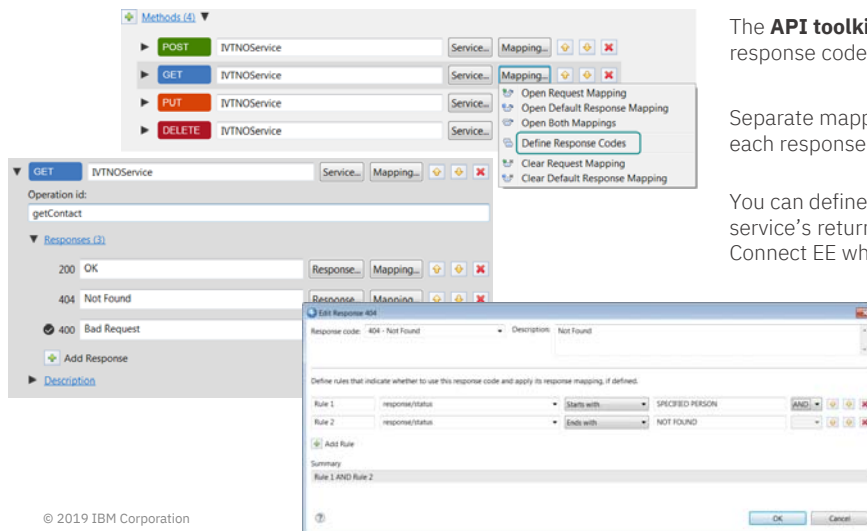 Methods (4)
POST IVTNOService Service... Mapping...
GET IVTNOService Service... Mapping...
PUT IVTNOService Service...
DELETE IVTNOService Service...
Open Request Mapping
Open Default Response Mapping
Open Both Mappings
Define Response Codes
Clear Request Mapping
Clear Default Response Mapping
The API toolki
response code
Separate mapp
each response
You can define
service's return
Connect EE wh
GET IVTNOService Service... Mapping...
Operation id:
getContact
Responses (3)
200 OK Response... Mapping...
404 Not Found Response... Mapping...
400 Bad Request
Add Response
Description
Edit Response 404
Response code: 404 - Not Found Description: Not Found
Define rules that indicate whether to use this response code and apply its response mapping, if defined.
Rule 1 response/status Starts with SPECIFIED PERSON AND
Rule 2 response/status Ends with NOT FOUND
Add Rule
Summary
Rule 1 AND Rule 2
OK Cancel
© 2019 IBM Corporation